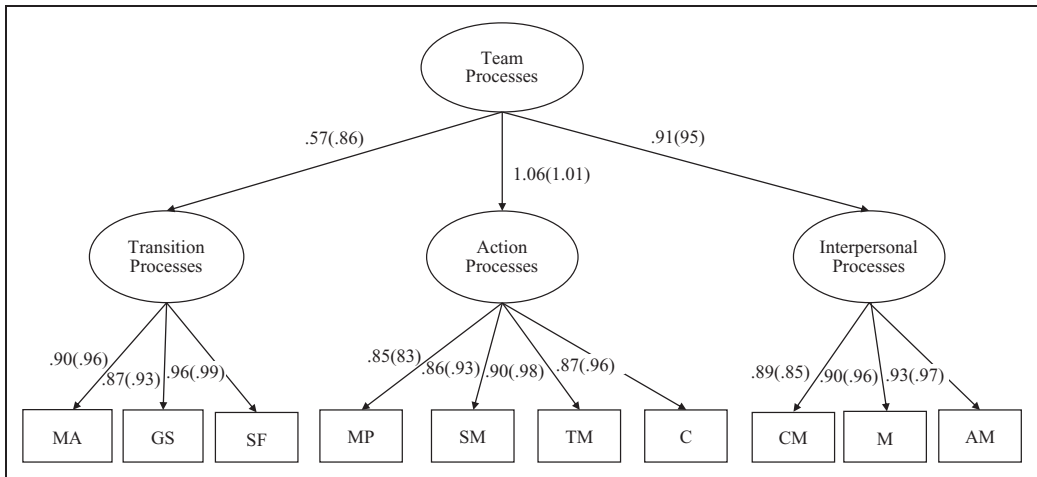 Team
Processes
.57(.86)
.91(95)
1.06(1.01)
Transition
Processes
Action
Processes
Interpersonal
Processes
.90(.96)
.87(.93)
.96(.99)
.85(83)
.86(.93)
.90(.98)
.87(.96)
.89(.85)
.90(.96)
.93(.97)
MA
GS
SF
MP
SM
TM
C
CM
M
AM